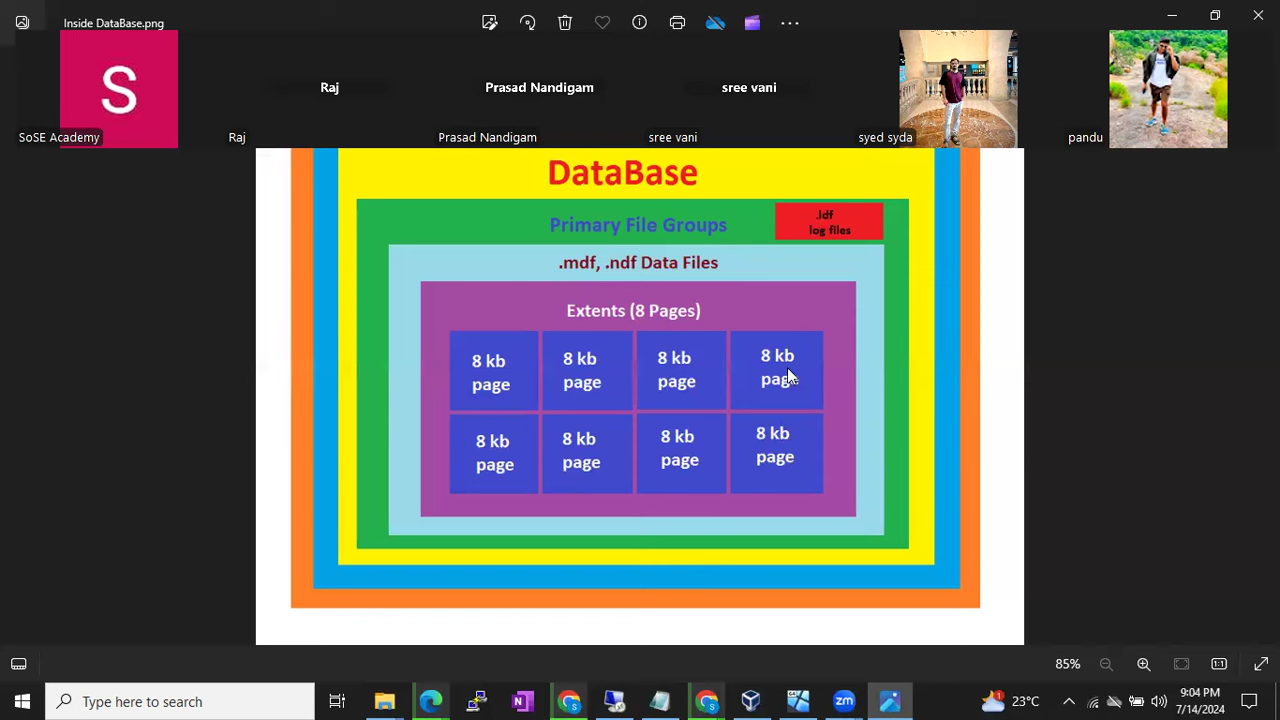 Inside DataBase.png
S
Raj
Prasad Nandigam
sree vani
SoSE Academy
Raj
Prasad Nandigam
sree vani
syed syda
pandu
DataBase
Primary File Groups
.ldf
log files
.mdf, .ndf Data Files
Extents (8 Pages)
8 kb
page
8 kb
page
8 kb
page
8 kb
page
8 kb
page
8 kb
page
8 kb
page
8 kb
page
85%
1:1
Type here to search
zm
23°C
9:04 PM
7/14/2024